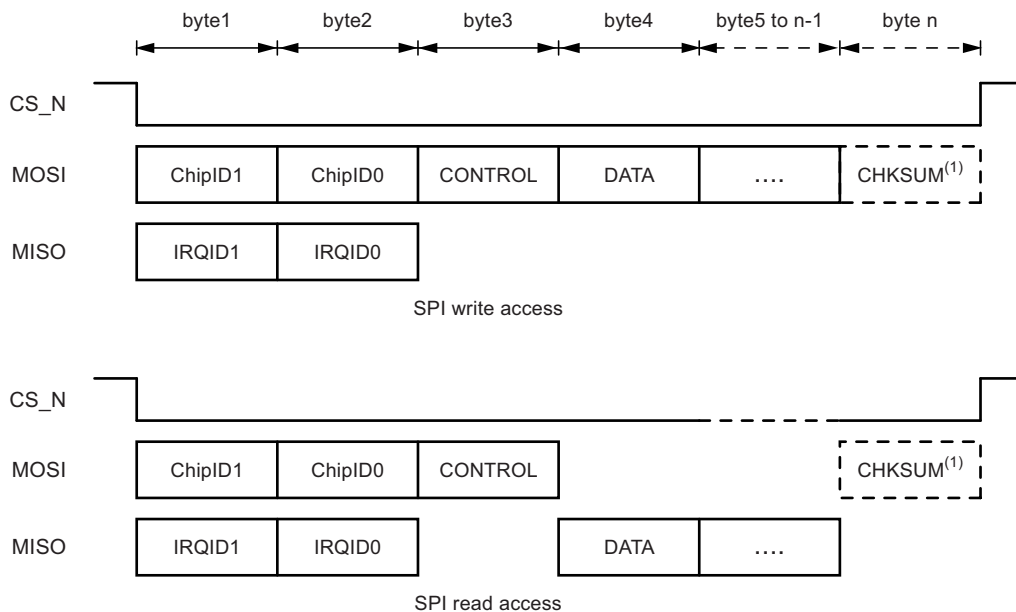 byte1 byte2 byte3 byte4 byte5 to n-1 byte n
CS_N
MOSI ChipID1 ChipID0 CONTROL DATA .... CHKSUM(1)
MISO IRQID1 IRQID0
SPI write access
CS_N
MOSI ChipID1 ChipID0 CONTROL CHKSUM(1)
MISO IRQID1 IRQID0 DATA ....
SPI read access